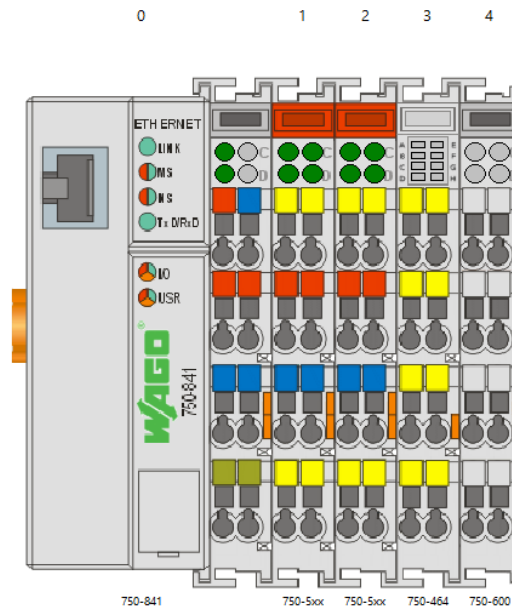 0 1 2 3 4
ETHERNET
LINK
MS
NS
TxD/RxD
I/O
USR
WAGO®
750-841
C
D
C
D
C
D
A
B
C
D
E
F
G
H
750-841 750-5xx 750-5xx 750-464 750-600